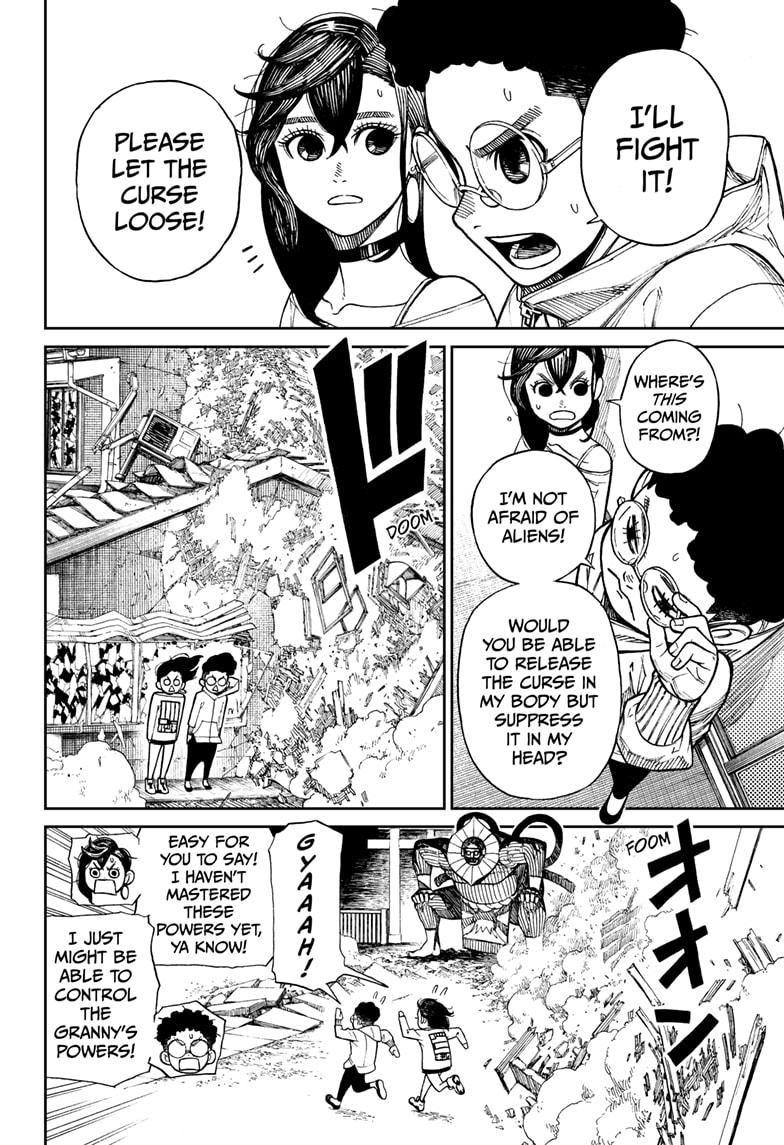 I'LL
FIGHT
IT!
PLEASE
LET THE
CURSE
LOOSE!
WHERE'S
THIS
COMING
FROM?!
I'M NOT
AFRAID OF
ALIENS!
WOULD
YOU BE ABLE
TO RELEASE
THE CURSE IN
MY BODY BUT
SUPPRESS
IT IN MY
HEAD?
ドド
DOOM
オオン
FOOM
GYAAAH!
EASY FOR
YOU TO SAY!
I HAVEN'T
MASTERED
THESE
POWERS YET,
YA KNOW!
I JUST
MIGHT BE
ABLE TO
CONTROL
THE
GRANNY'S
POWERS!